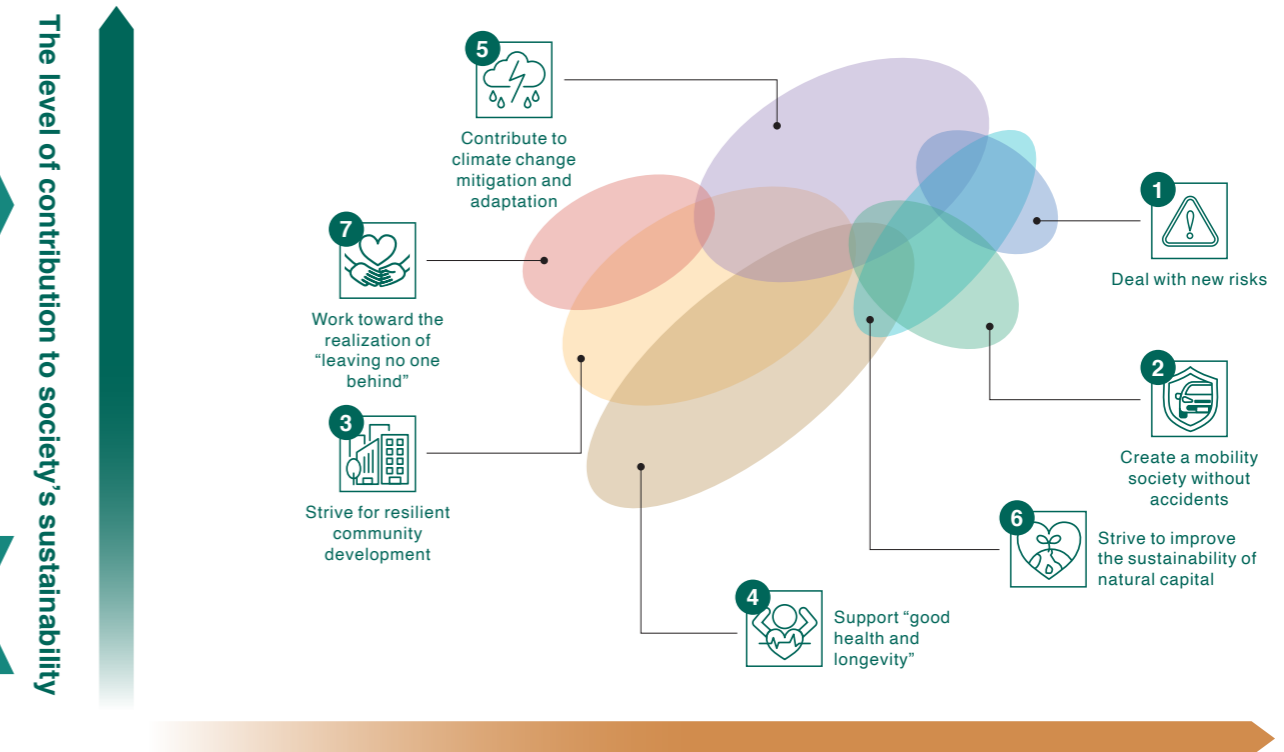 The level of contribution to society’s sustainability
5
Contribute to
climate change
mitigation and
adaptation
7
Work toward the
realization of
“leaving no one
behind”
3
Strive for resilient
community
development
1
Deal with new risks
2
Create a mobility
society without
accidents
6
Strive to improve
the sustainability of
natural capital
4
Support “good
health and
longevity”